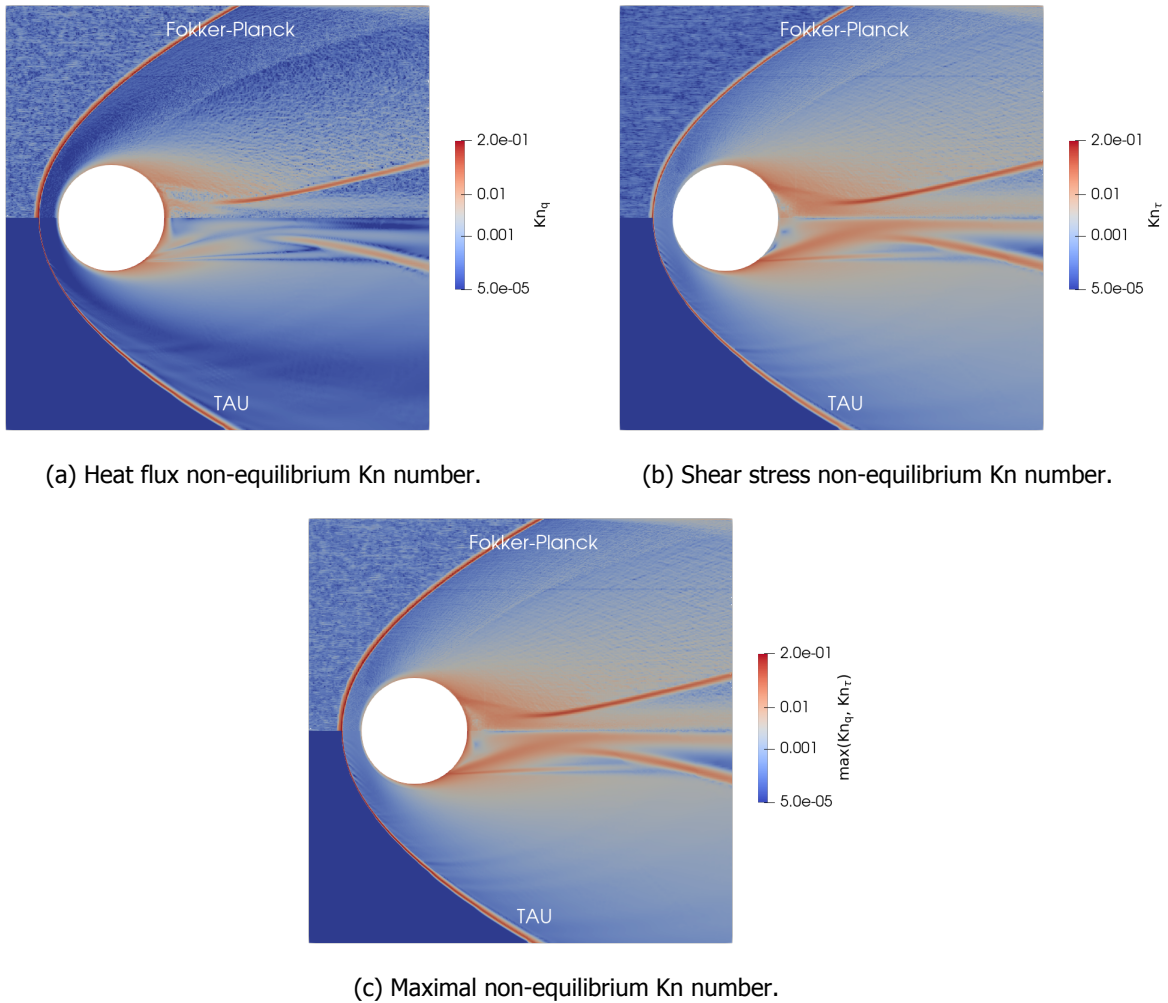 Fokker-Planck
2.0e-01
0.01
0.001
5.0e-05
Kn_q
TAU
(a) Heat flux non-equilibrium Kn number.
Fokker-Planck
2.0e-01
0.01
0.001
5.0e-05
Kn_τ
TAU
(b) Shear stress non-equilibrium Kn number.
Fokker-Planck
2.0e-01
0.01
0.001
5.0e-05
max(Kn_q, Kn_τ)
TAU
(c) Maximal non-equilibrium Kn number.